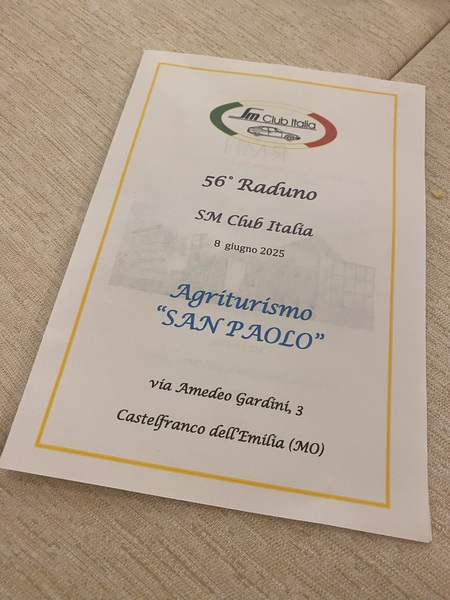 SM Club Italia
56° Raduno
SM Club Italia
8 giugno 2025
Agriturismo
"SAN PAOLO"
via Amedeo Gardini, 3
Castelfranco dell'Emilia (MO)